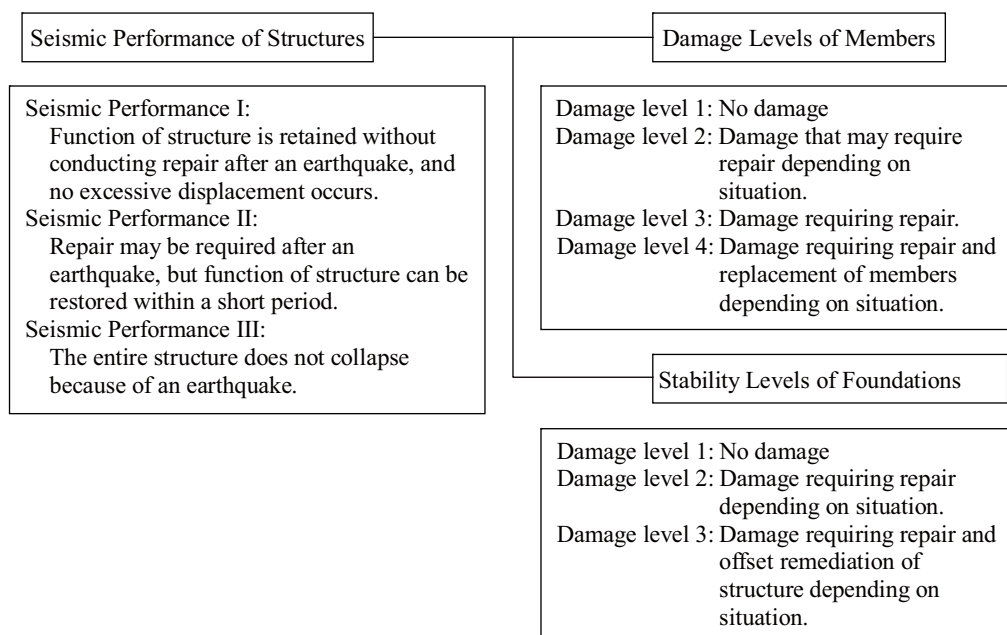 Seismic Performance of Structures
Seismic Performance I:
Function of structure is retained without
conducting repair after an earthquake, and
no excessive displacement occurs.
Seismic Performance II:
Repair may be required after an
earthquake, but function of structure can be
restored within a short period.
Seismic Performance III:
The entire structure does not collapse
because of an earthquake.
Damage Levels of Members
Damage level 1: No damage
Damage level 2: Damage that may require
repair depending on
situation.
Damage level 3: Damage requiring repair.
Damage level 4: Damage requiring repair and
replacement of members
depending on situation.
Stability Levels of Foundations
Damage level 1: No damage
Damage level 2: Damage requiring repair
depending on situation.
Damage level 3: Damage requiring repair and
offset remediation of
structure depending on
situation.